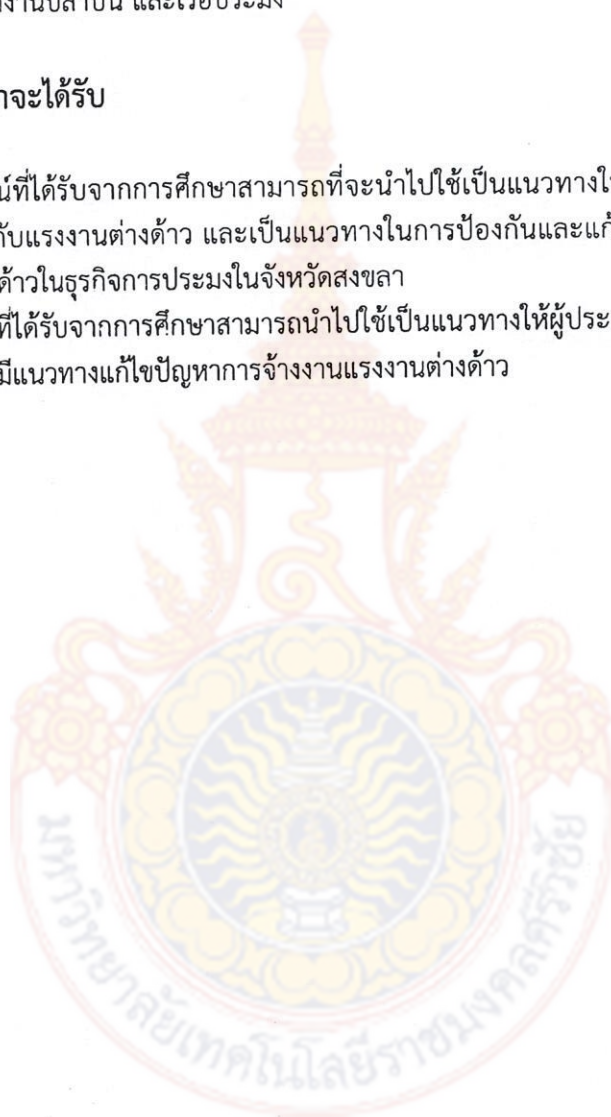 งานปลาป่น และเรือประมง
าจะได้รับ
น์ที่ได้รับจากการศึกษาสามารถที่จะนำไปใช้เป็นแนวทางใ
กับแรงงานต่างด้าว และเป็นแนวทางในการป้องกันและแก้
ด้าวในธุรกิจการประมงในจังหวัดสงขลา
ที่ได้รับจากการศึกษาสามารถนำไปใช้เป็นแนวทางให้ผู้ประ
มีแนวทางแก้ไขปัญหาการจ้างงานแรงงานต่างด้าว
มหาวิทยาลัยเทคโนโลยีราชมงคลศรีวิชัย